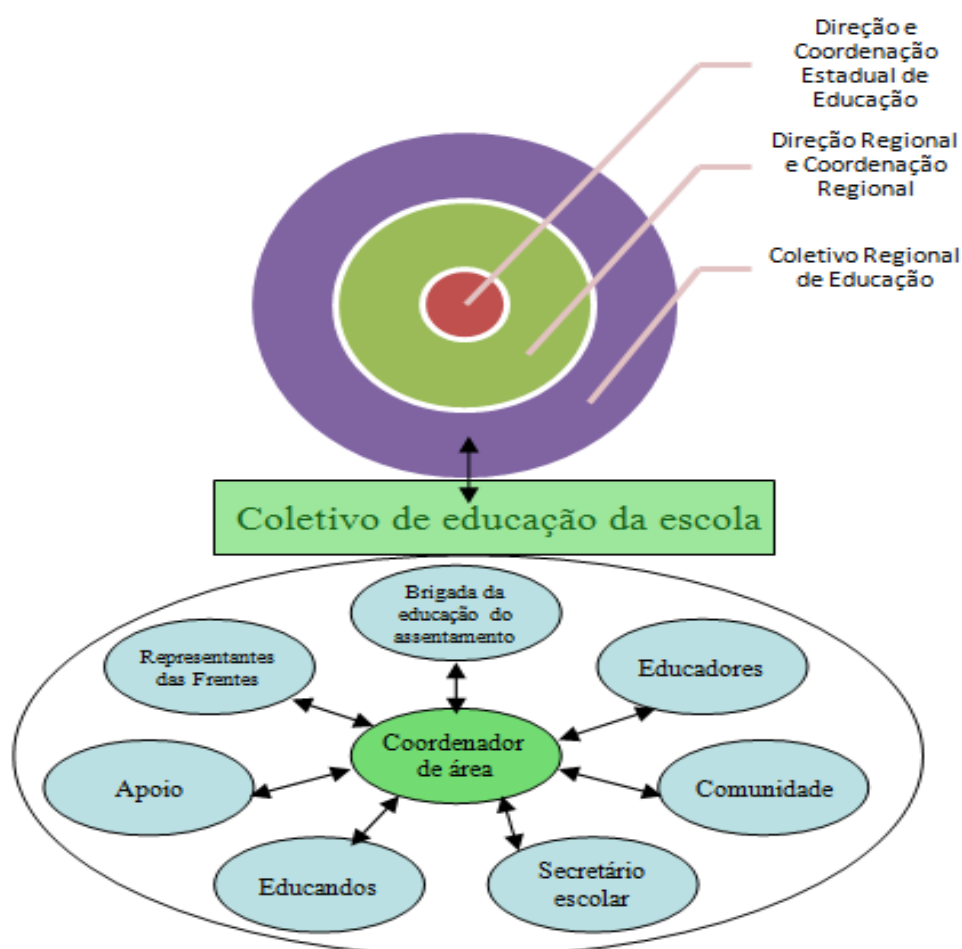 Direção e
Coordenação
Estadual de
Educação
Direção Regional
e Coordenação
Regional
Coletivo Regional
de Educação
Coletivo de educação da escola
Brigada da
educação do
assentamento
Representantes
das Frentes
Educadores
Coordenador
de área
Apoio
Comunidade
Educandos
Secretário
escolar